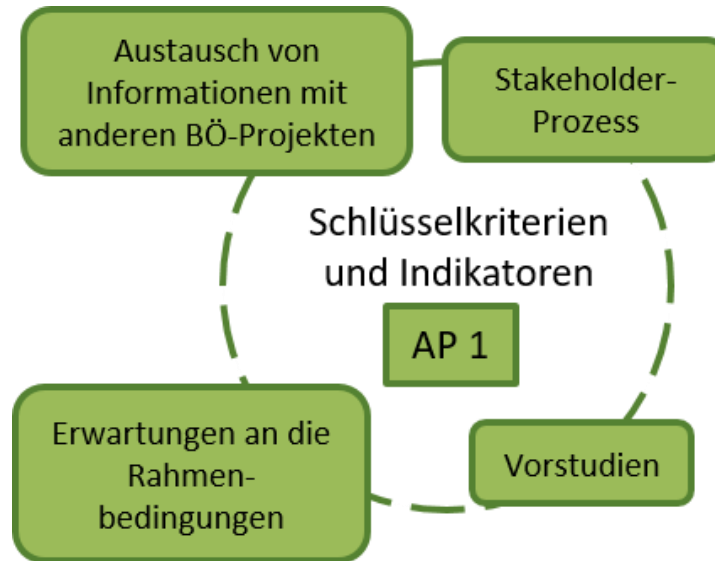 Austausch von
Informationen mit
anderen BÖ-Projekten
Stakeholder-
Prozess
Schlüsselkriterien
und Indikatoren
AP 1
Erwartungen an die
Rahmen-
bedingungen
Vorstudien